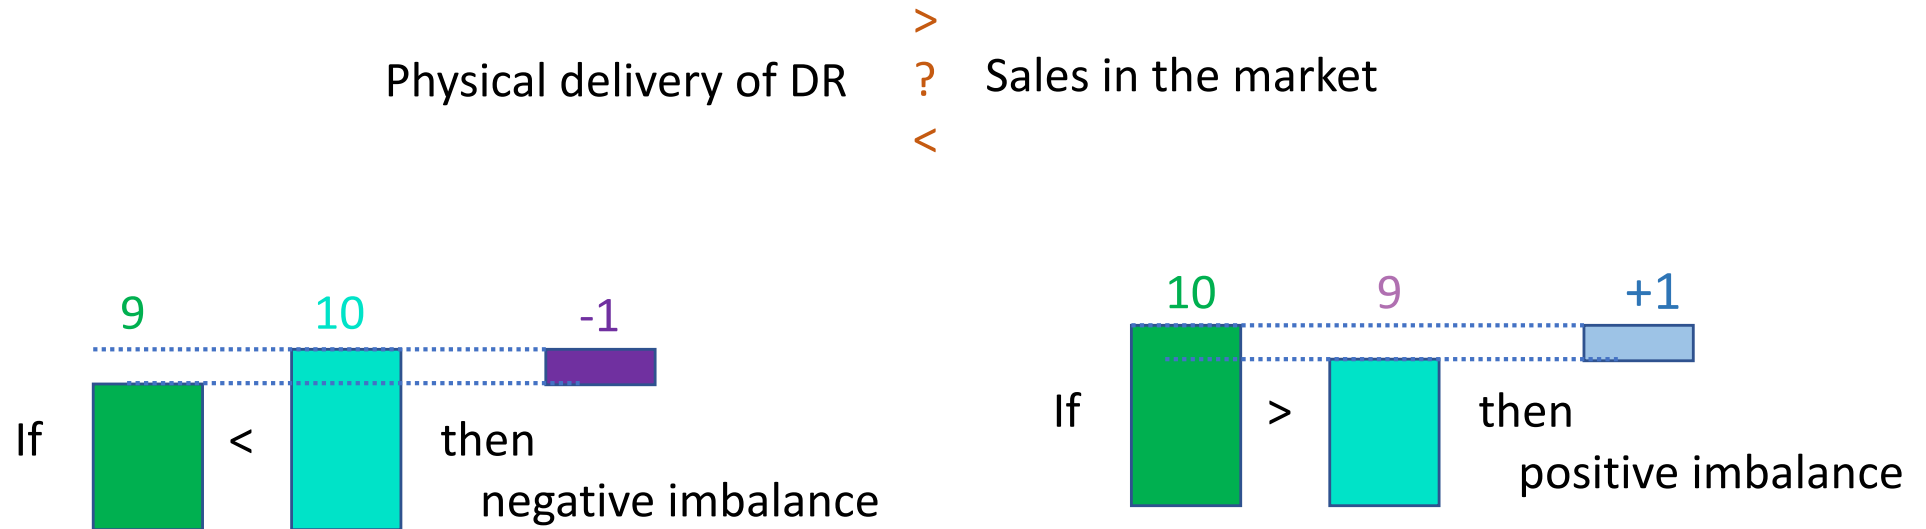 >
Physical delivery of DR ? Sales in the market
<
9 10 -1
If < then
negative imbalance
10 9 +1
If > then
positive imbalance